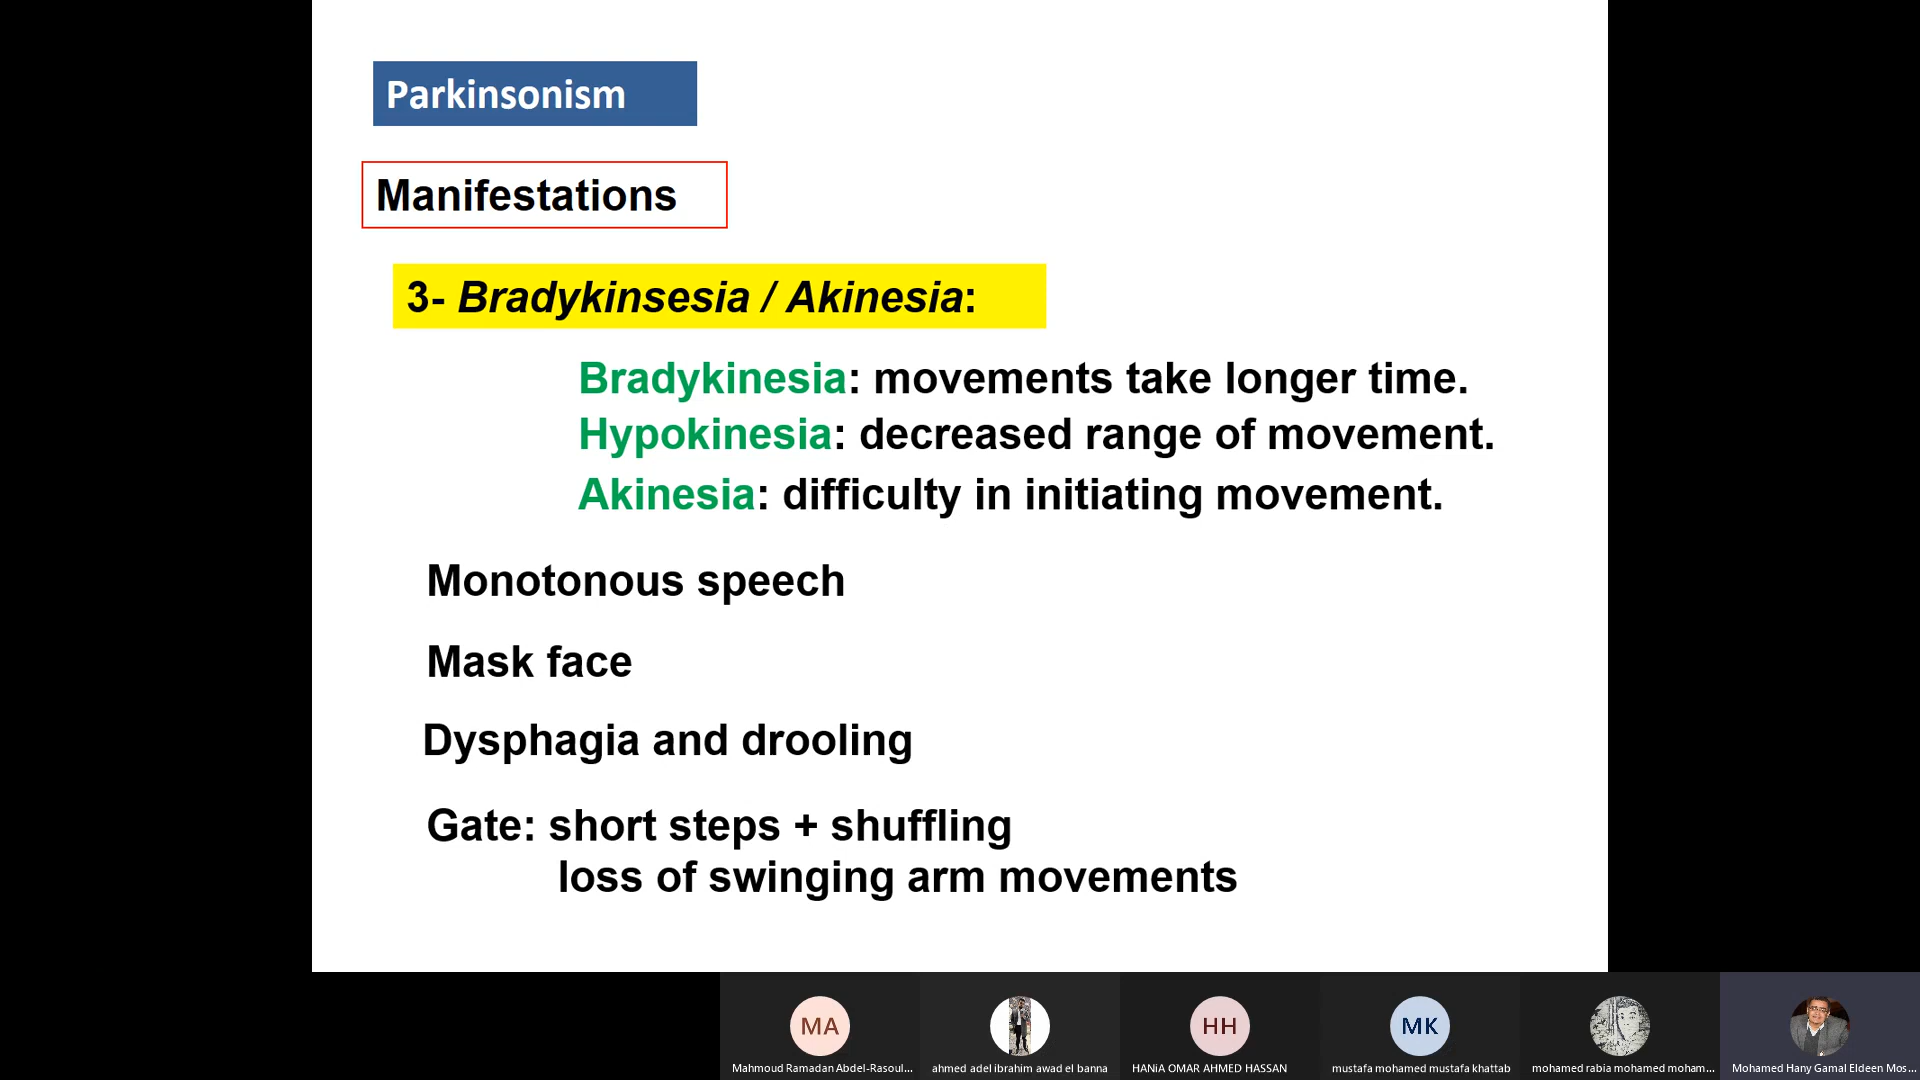 Parkinsonism
Manifestations
3- Bradykinsesia / Akinesia:
Bradykinesia: movements take longer time.
Hypokinesia: decreased range of movement.
Akinesia: difficulty in initiating movement.
Monotonous speech
Mask face
Dysphagia and drooling
Gate: short steps + shuffling
loss of swinging arm movements
MA
HH
MK
Mahmoud Ramadan Abdel-Rasoul...
ahmed adel ibrahim awad el banna
HANiA OMAR AHMED HASSAN
mustafa mohamed mustafa khattab
mohamed rabia mohamed moham...
Mohamed Hany Gamal Eldeen Mos...